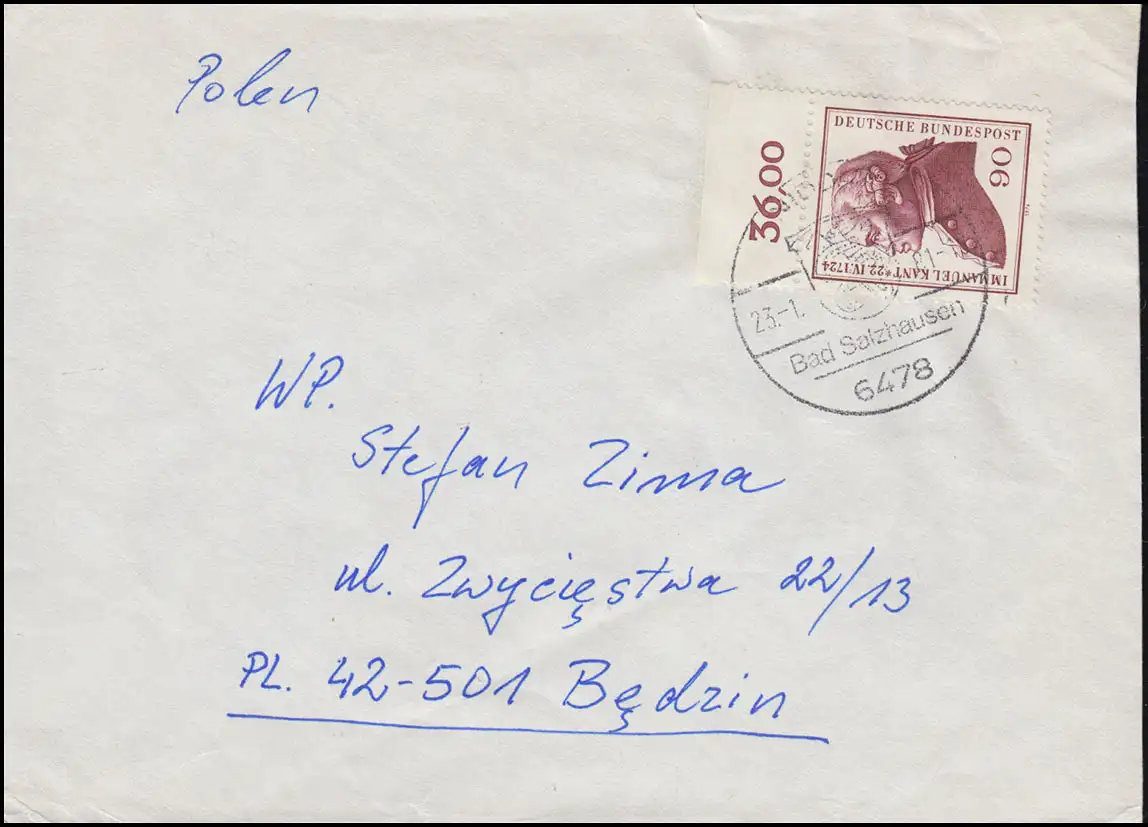 Polen
DEUTSCHE BUNDESPOST
90
36,00
IMMANUEL KANT * 22.IV.1724
23.-1.
81-
Bad Salzhausen
6478
WP.
Stefan Zima
ul. Zwycięstwa 22/13
PL. 42-501 Będzin